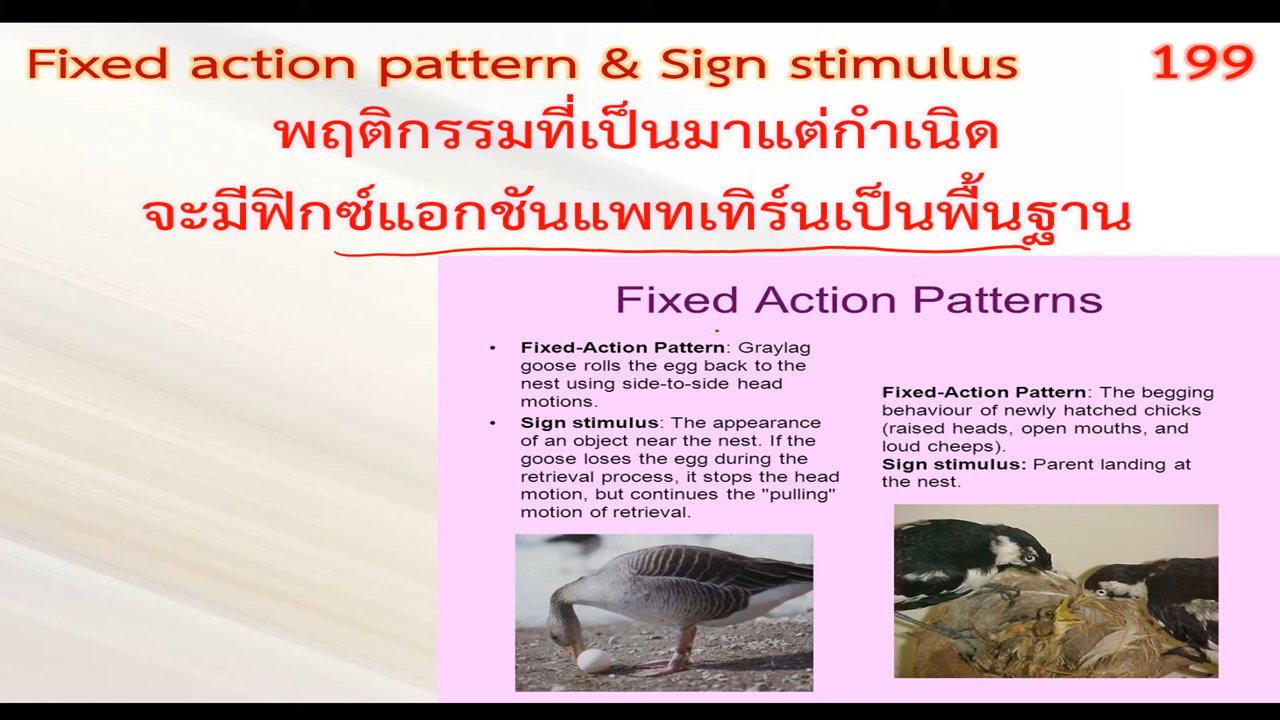 Fixed action pattern & Sign stimulus
199
พฤติกรรมที่เป็นมาแต่กำเนิด
จะมีฟิกซ์แอกชันแพทเทิร์นเป็นพื้นฐาน
Fixed Action Patterns
• Fixed-Action Pattern: Graylag
goose rolls the egg back to the
nest using side-to-side head
motions.
• Sign stimulus: The appearance
of an object near the nest. If the
goose loses the egg during the
retrieval process, it stops the head
motion, but continues the "pulling"
motion of retrieval.
Fixed-Action Pattern: The begging
behaviour of newly hatched chicks
(raised heads, open mouths, and
loud cheeps).
Sign stimulus: Parent landing at
the nest.